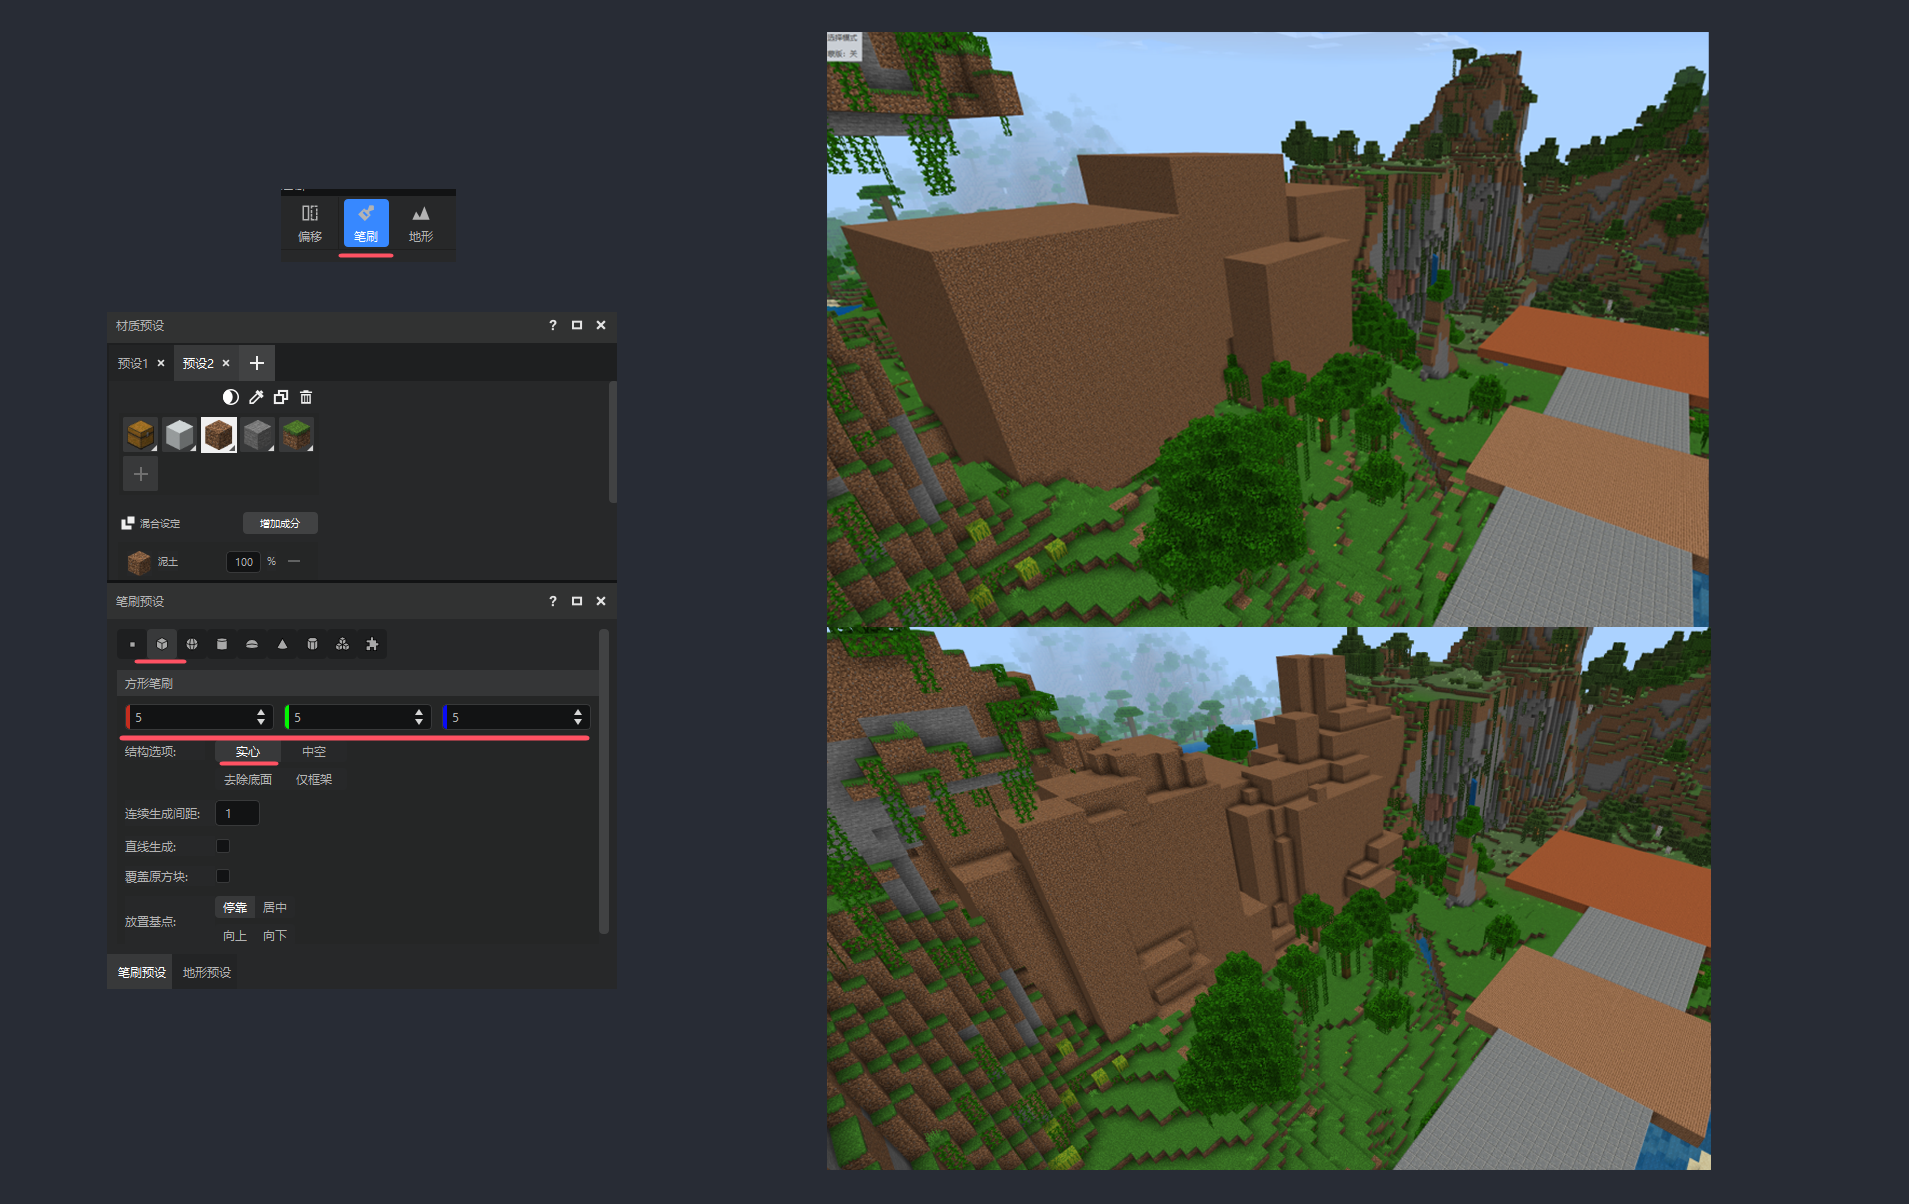 偏移
笔刷
地形
材质预设
预设1
预设2
混合设定
增加成分
泥土
100 %
笔刷预设
方形笔刷
5
5
5
结构选项:
实心
中空
去除底面
仅框架
连续生成间距:
1
直线生成:
覆盖原方块:
放置基点:
停靠
居中
向上
向下
笔刷预设
地形预设
选择模式